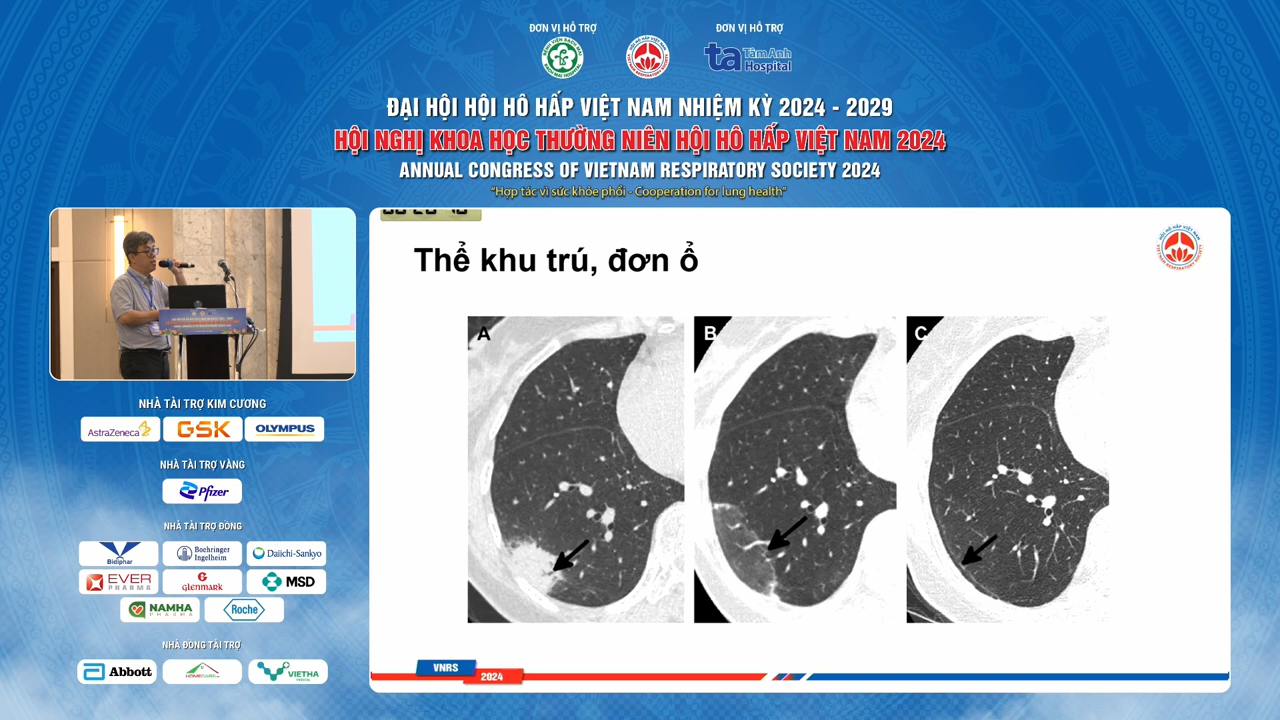 ĐƠN VỊ HỖ TRỢ
ĐƠN VỊ HỖ TRỢ
ta TâmAnh Hospital
ĐẠI HỘI HỘI HÔ HẤP VIỆT NAM NHIỆM KỲ 2024 - 2029
HỘI NGHỊ KHOA HỌC THƯỜNG NIÊN HỘI HÔ HẤP VIỆT NAM 2024
ANNUAL CONGRESS OF VIETNAM RESPIRATORY SOCIETY 2024
"Hợp tác vì sức khỏe phổi - Cooperation for lung health"
Thể khu trú, đơn ổ
A
B
C
VNRS
2024
NHÀ TÀI TRỢ KIM CƯƠNG
AstraZeneca
GSK
OLYMPUS
NHÀ TÀI TRỢ VÀNG
Pfizer
NHÀ TÀI TRỢ ĐỒNG
Bidiphar
Boehringer Ingelheim
Daiichi-Sankyo
EVER PHARMA
glenmark
MSD
NAMHA PHARMA
Roche
NHÀ ĐỒNG TÀI TRỢ
Abbott
VIETHA